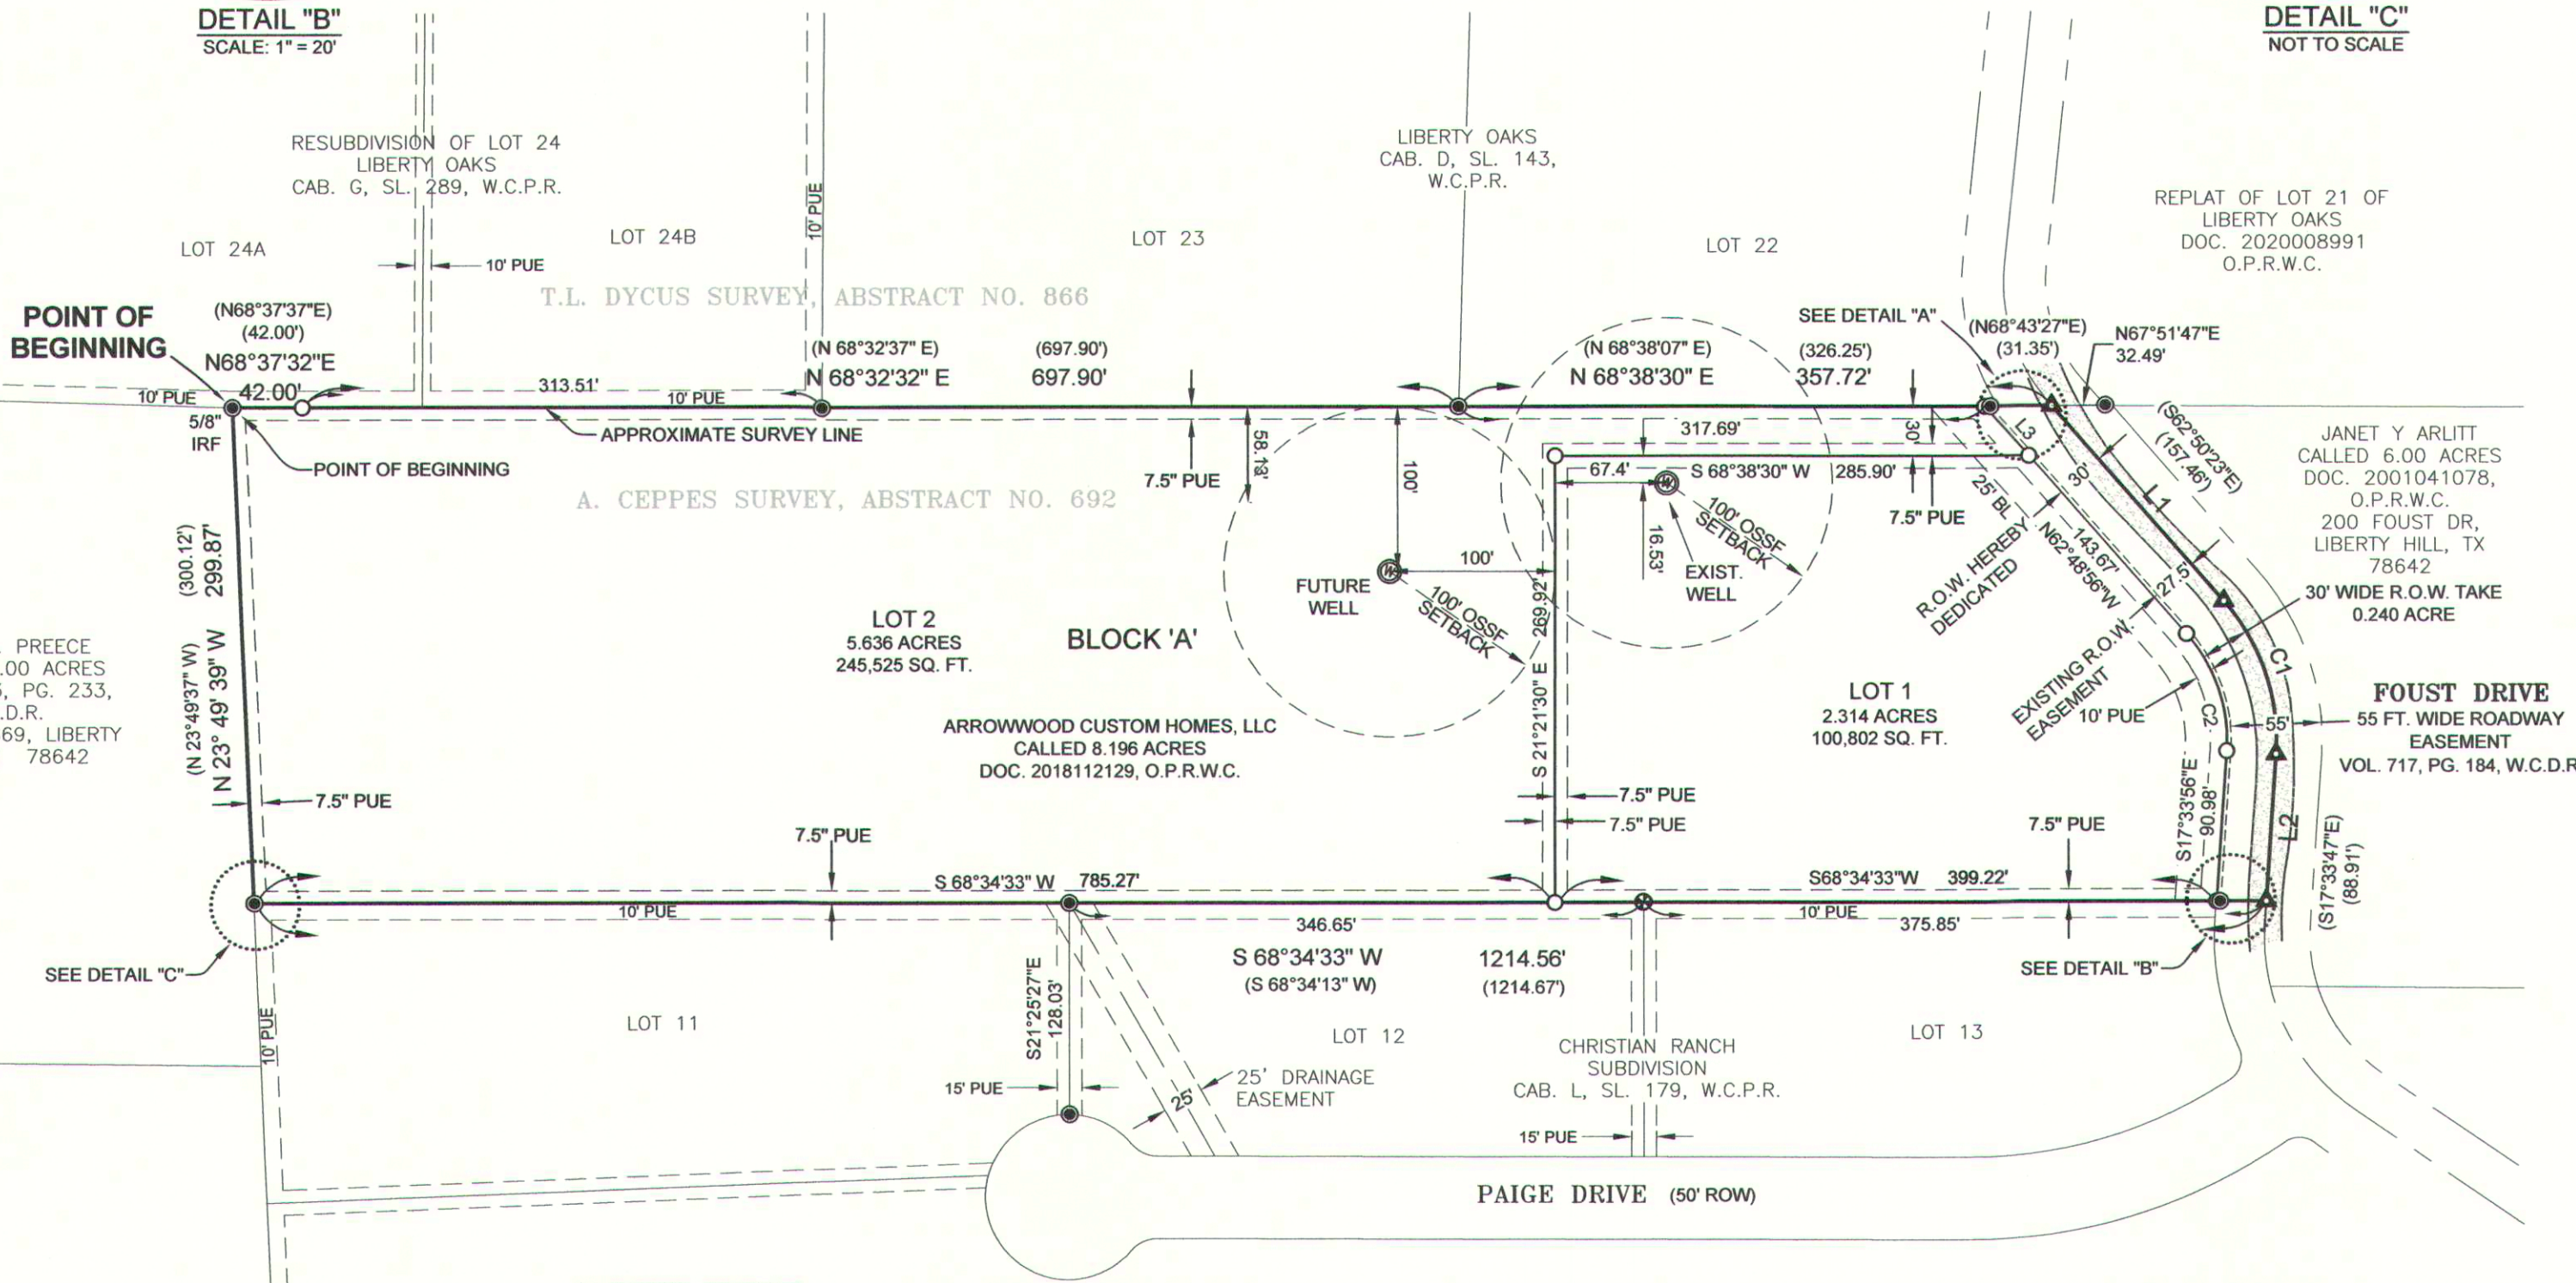 DETAIL "B"
SCALE: 1" = 20'
DETAIL "C"
NOT TO SCALE
RESUBDIVISION OF LOT 24
LIBERTY OAKS
CAB. G, SL. 289, W.C.P.R.
LOT 24A
LOT 24B
10' PUE
10' PUE
LOT 23
LIBERTY OAKS
CAB. D, SL. 143,
W.C.P.R.
LOT 22
REPLAT OF LOT 21 OF
LIBERTY OAKS
DOC. 2020008991
O.P.R.W.C.
T.L. DYCUS SURVEY, ABSTRACT NO. 866
POINT OF
BEGINNING
(N68°37'37"E)
(42.00')
N68°37'32"E
42.00'
10' PUE
5/8"
IRF
313.51'
10' PUE
APPROXIMATE SURVEY LINE
POINT OF BEGINNING
(N 68°32'37" E) (697.90')
N 68°32'32" E 697.90'
(N 68°38'07" E) (326.25')
N 68°38'30" E 357.72'
SEE DETAIL "A"
(N68°43'27"E)
(31.35')
N67°51'47"E
32.49'
A. CEPPES SURVEY, ABSTRACT NO. 692
7.5" PUE
58.13'
100'
317.69'
30'
67.4' S 68°38'30" W 285.90'
16.53'
7.5" PUE
L3
30'
L1
(S62°50'23"E)
(157.46')
25' BL
N62°48'56"W
143.67'
27.5'
R.O.W. HEREBY
DEDICATED
EXISTING R.O.W.
EASEMENT
JANET Y ARLITT
CALLED 6.00 ACRES
DOC. 2001041078,
O.P.R.W.C.
200 FOUST DR,
LIBERTY HILL, TX
78642
30' WIDE R.O.W. TAKE
0.240 ACRE
(300.12')
299.87'
(N 23°49'37" W)
N 23° 49' 39" W
FUTURE
WELL
100'
100' OSSF
SETBACK
EXIST.
WELL
100' OSSF
SETBACK
S 21°21'30" E 269.92'
LOT 2
5.636 ACRES
245,525 SQ. FT.
BLOCK 'A'
ARROWWOOD CUSTOM HOMES, LLC
CALLED 8.196 ACRES
DOC. 2018112129, O.P.R.W.C.
LOT 1
2.314 ACRES
100,802 SQ. FT.
10' PUE
C1
C2
55'
FOUST DRIVE
55 FT. WIDE ROADWAY
EASEMENT
VOL. 717, PG. 184, W.C.D.R
PREECE
.00 ACRES
, PG. 233,
.D.R.
69, LIBERTY
78642
7.5" PUE
7.5" PUE
7.5" PUE
7.5" PUE
7.5" PUE
S17°33'56"E
90.98'
L2
(S17°33'47"E)
(88.91')
S 68°34'33" W 785.27'
S68°34'33"W 399.22'
10' PUE
346.65'
10' PUE
375.85'
S 68°34'33" W 1214.56'
(S 68°34'13" W) (1214.67')
SEE DETAIL "C"
SEE DETAIL "B"
10' PUE
LOT 11
S21°25'27"E
128.03'
15' PUE
25'
25' DRAINAGE
EASEMENT
LOT 12
CHRISTIAN RANCH
SUBDIVISION
CAB. L, SL. 179, W.C.P.R.
15' PUE
LOT 13
PAIGE DRIVE (50' ROW)